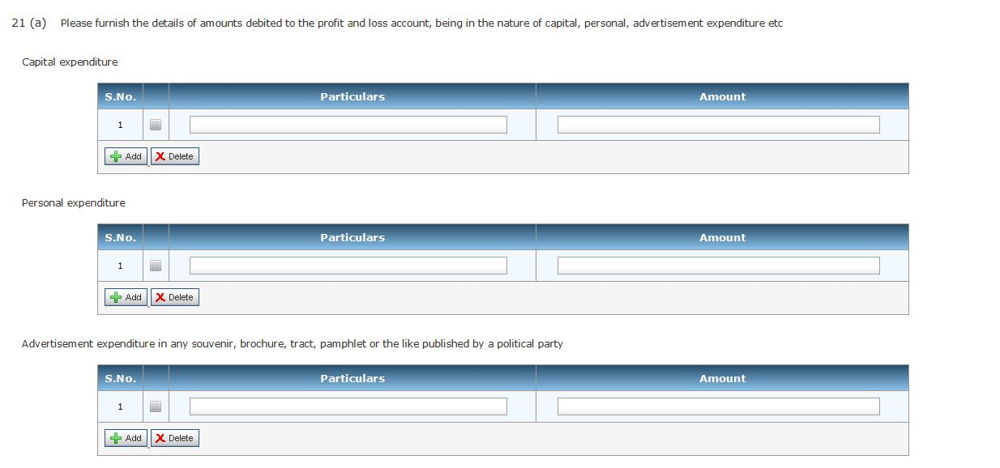 21 (a) Please furnish the details of amounts debited to the profit and loss account, being in the nature of capital, personal, advertisement expenditure etc
Capital expenditure
S.No. Particulars Amount
1
Add Delete
Personal expenditure
S.No. Particulars Amount
1
Add Delete
Advertisement expenditure in any souvenir, brochure, tract, pamphlet or the like published by a political party
S.No. Particulars Amount
1
Add Delete